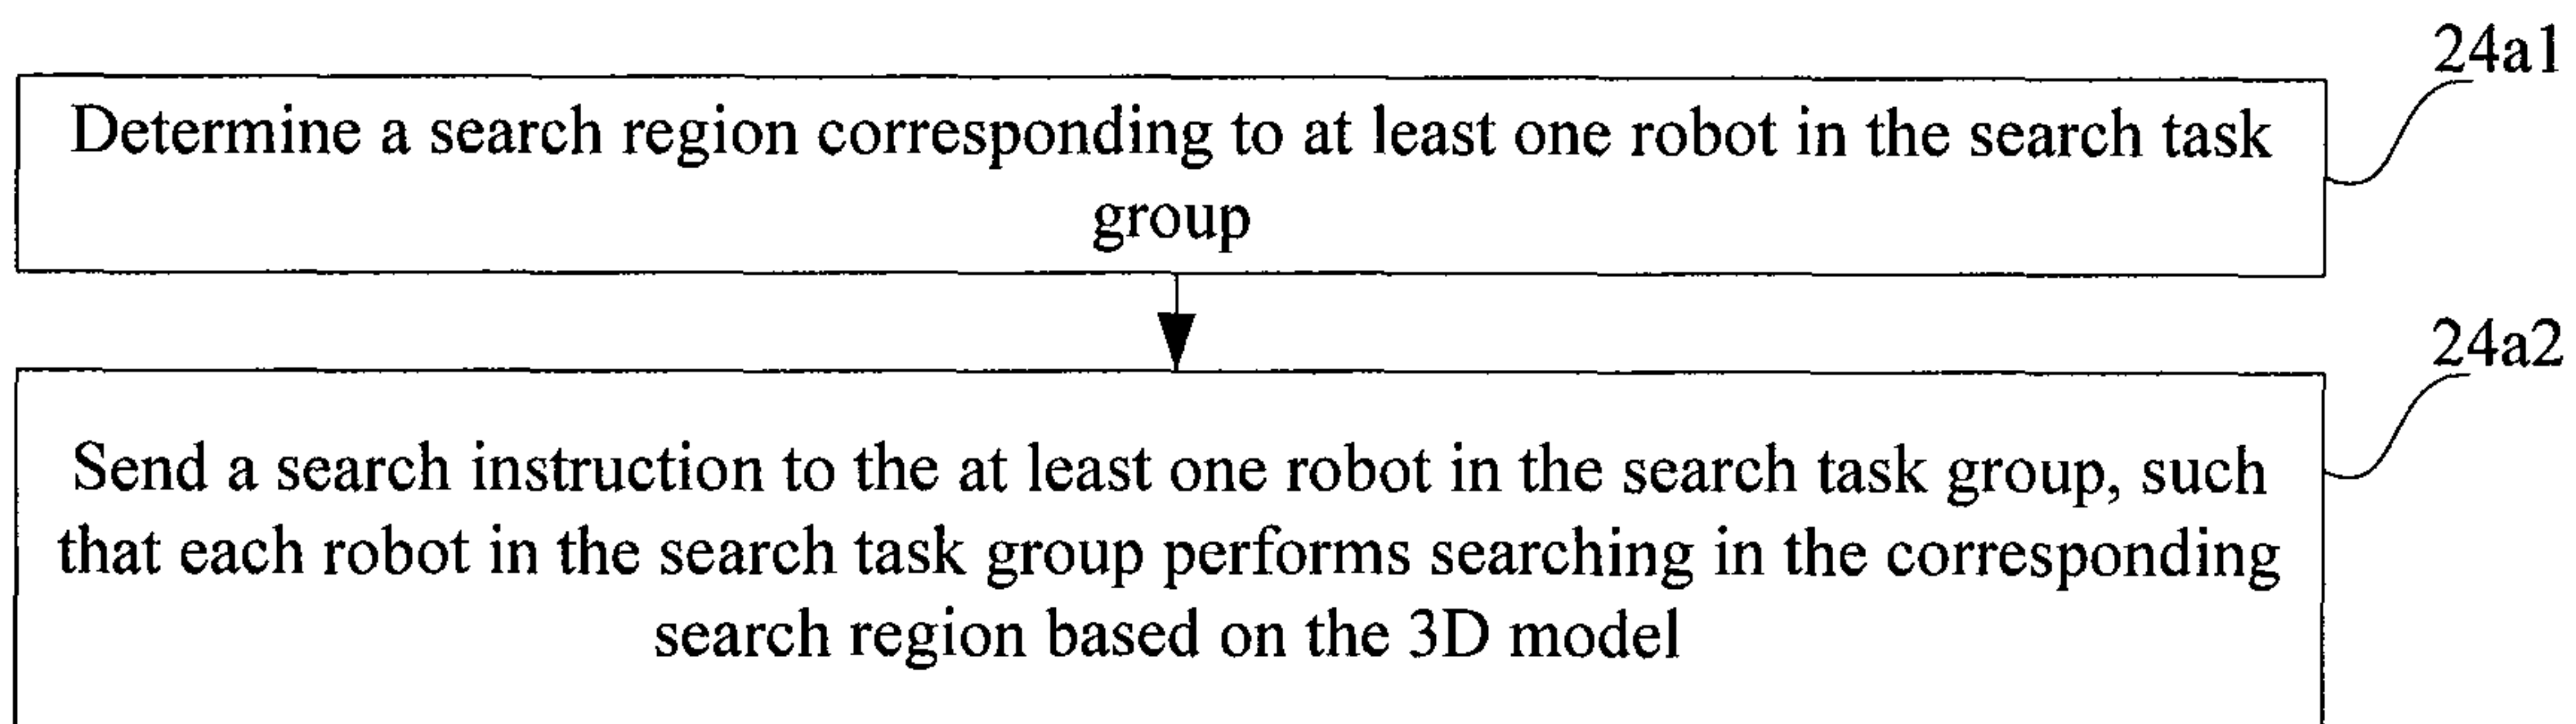 24a1
Determine a search region corresponding to at least one robot in the search task
group
24a2
Send a search instruction to the at least one robot in the search task group, such
that each robot in the search task group performs searching in the corresponding
search region based on the 3D model